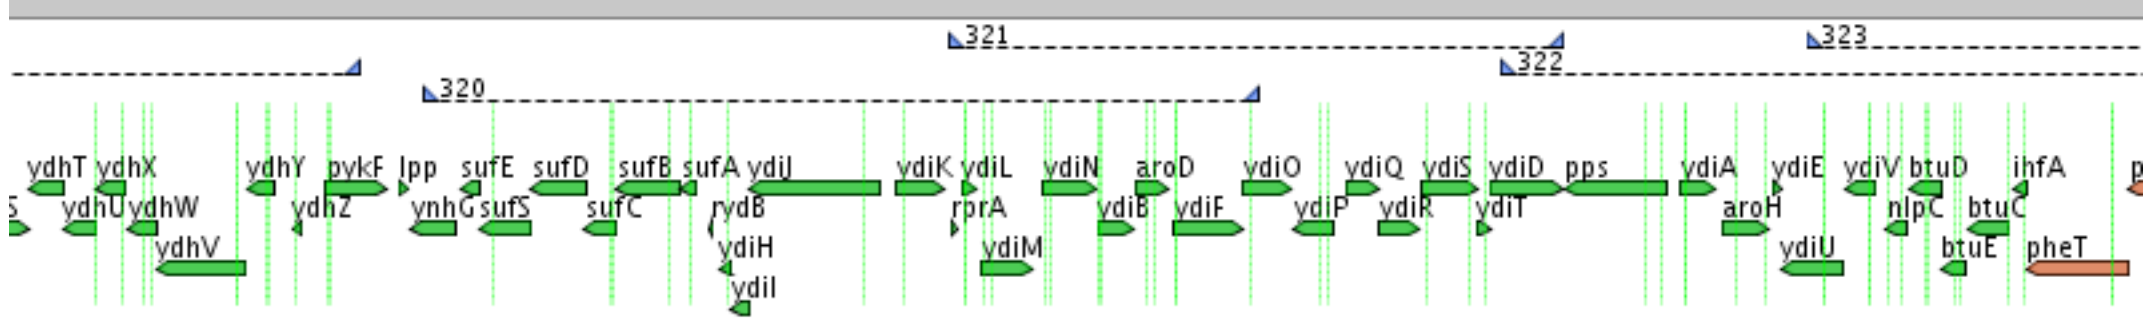 321 323
322
320
ydhT ydhX ydhY pykF lpp sufE sufD sufB sufA ydiJ ydiK ydiL ydiN aroD ydiO ydiQ ydiS ydiD pps ydiA ydiE ydiV btuD ihfA p
S ydhU ydhW ydhZ ynhG sufS sufC rydB rprA ydiB ydiF ydiP ydiR ydiT aroH nlpC btuC
ydhV ydiH ydiM ydiU btuE pheT
ydiI